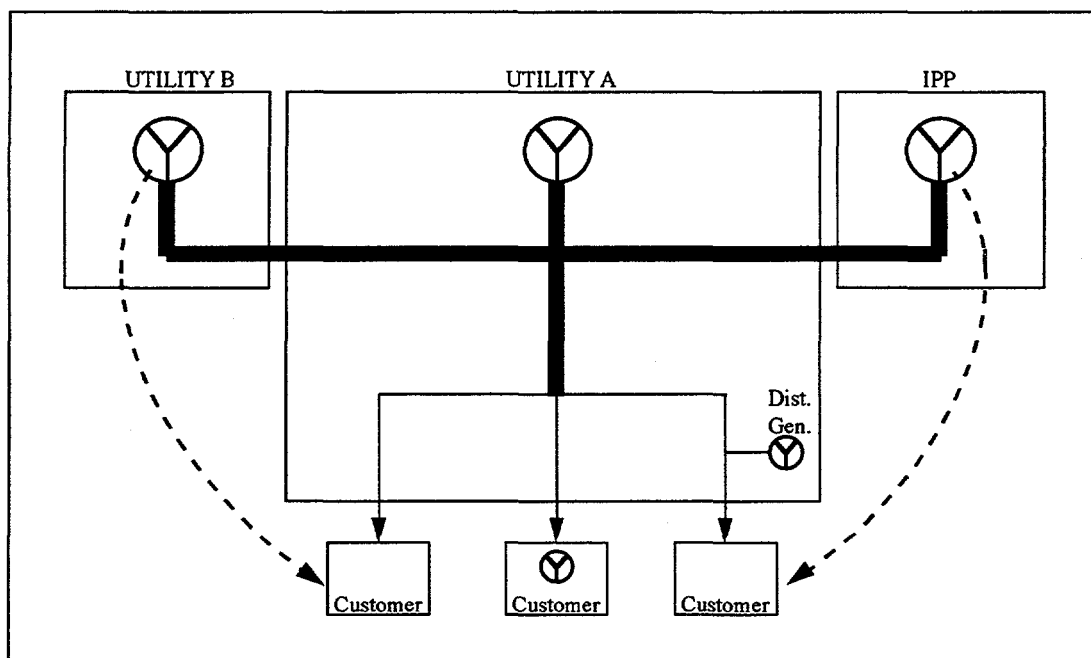 UTILITY B
UTILITY A
IPP
Dist.
Gen.
Customer
Customer
Customer